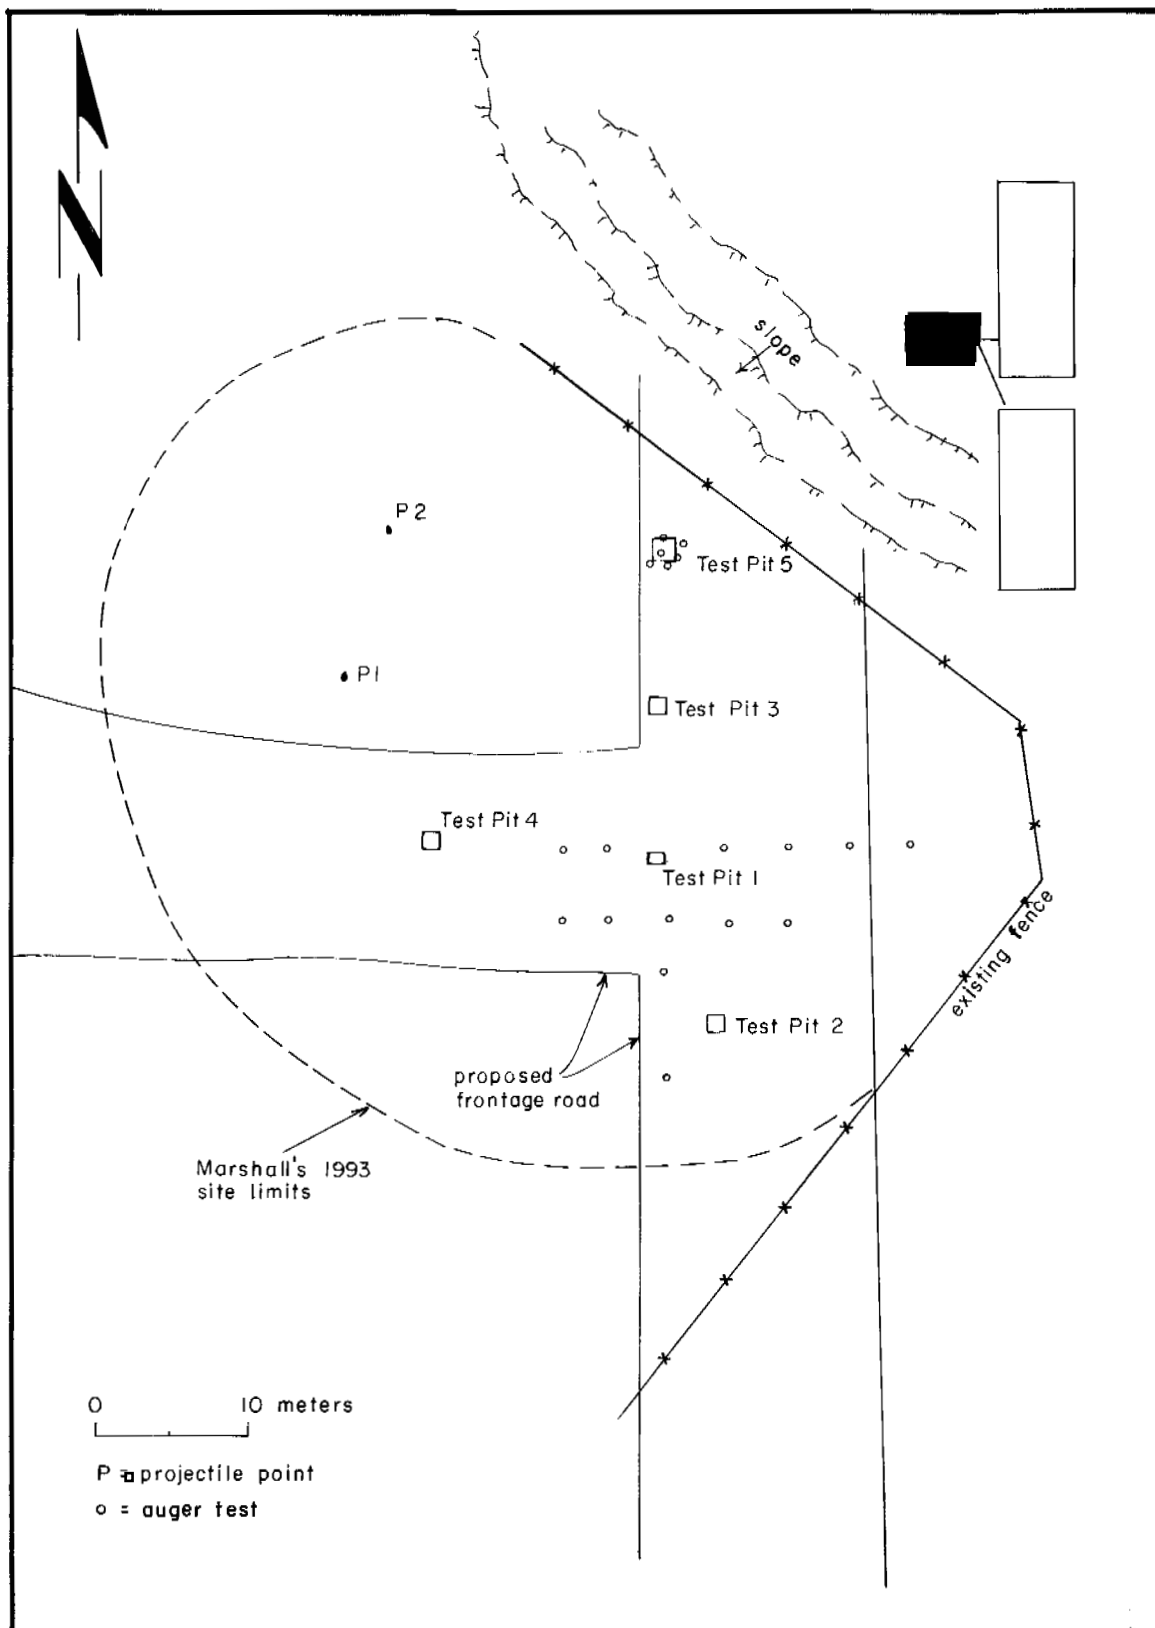 N
slope
P2
Test Pit 5
P1
Test Pit 3
Test Pit 4
Test Pit 1
existing fence
Test Pit 2
proposed
frontage road
Marshall's 1993
site limits
0 10 meters
P = projectile point
o = auger test